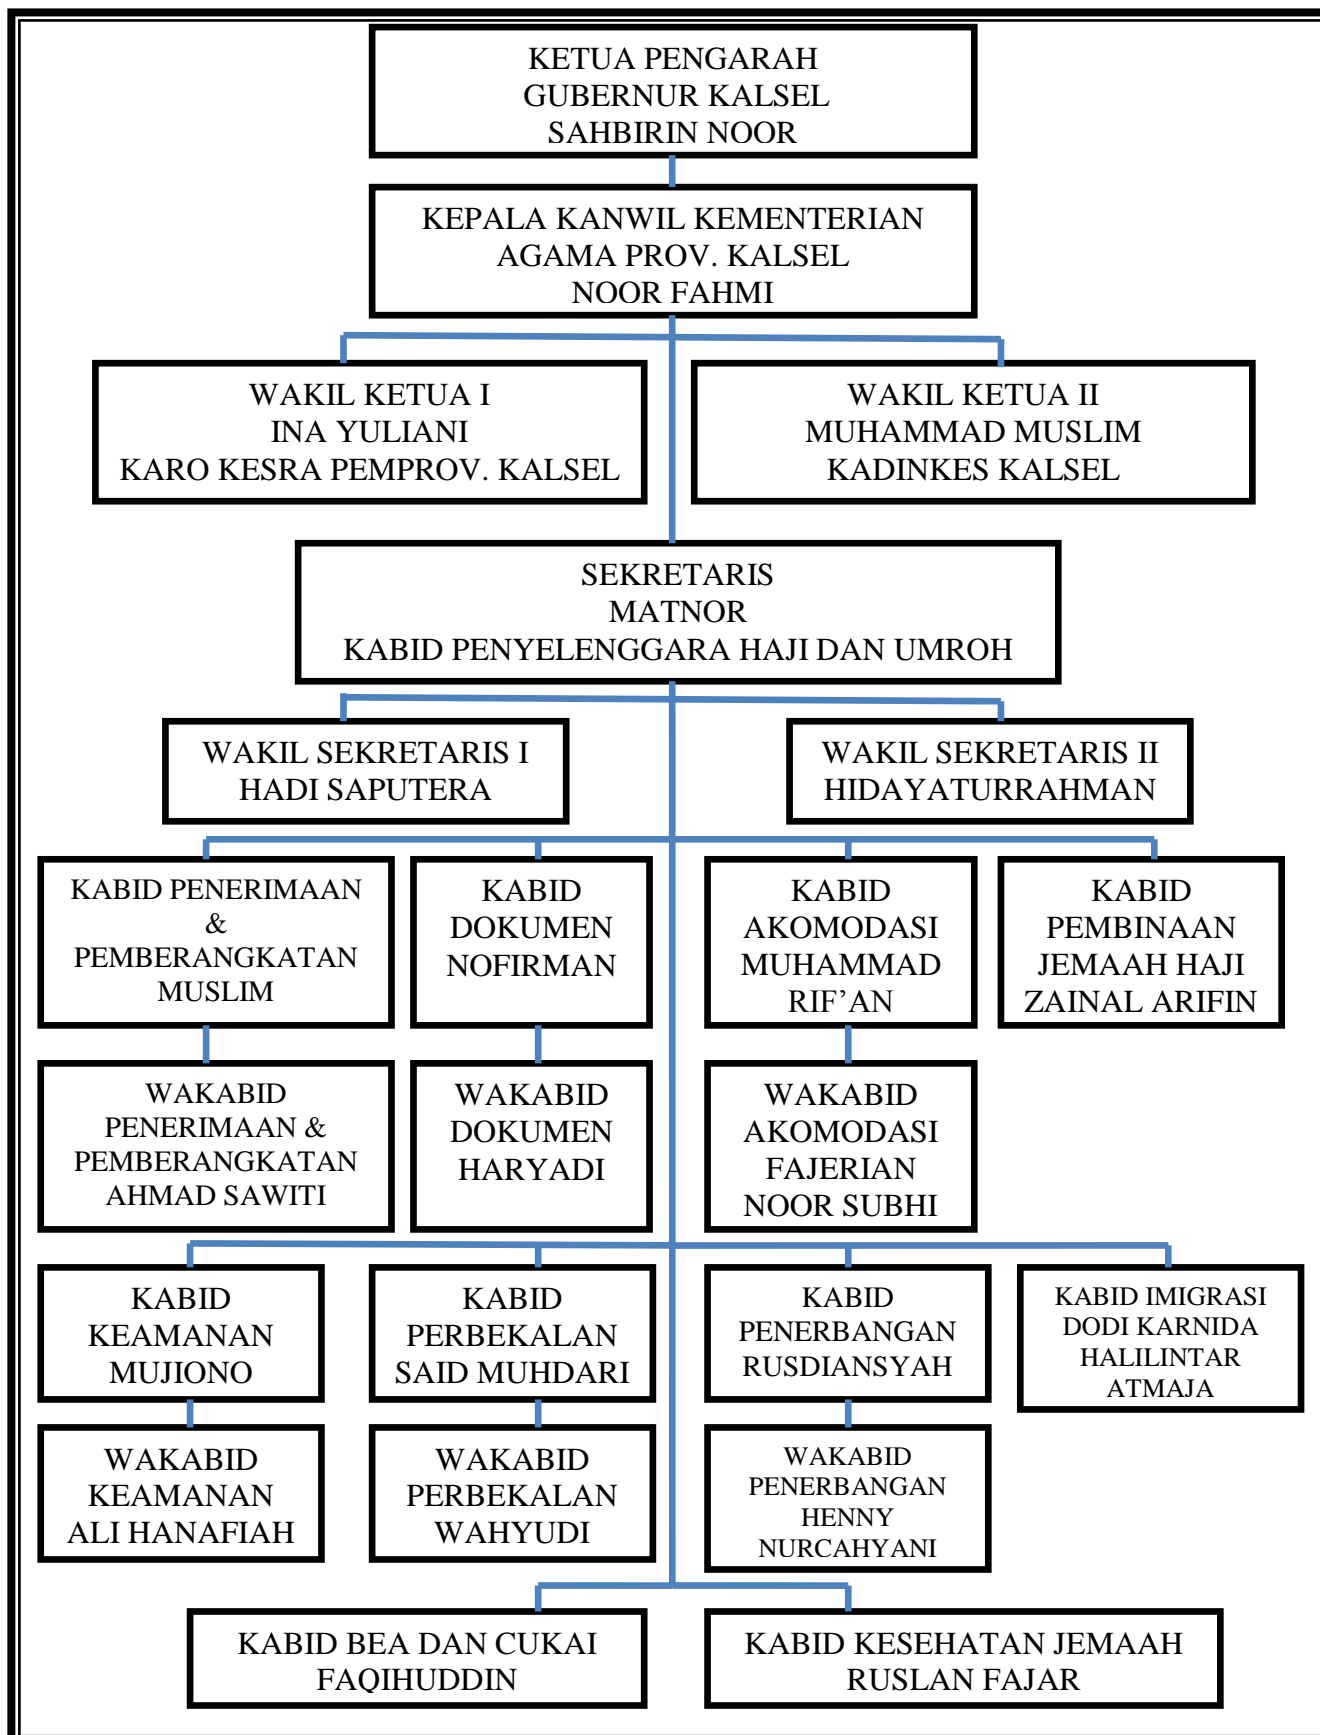 KETUA PENGARAH
GUBERNUR KALSEL
SAHBIRIN NOOR
KEPALA KANWIL KEMENTERIAN
AGAMA PROV. KALSEL
NOOR FAHMI
WAKIL KETUA I
INA YULIANI
KARO KESRA PEMPROV. KALSEL
WAKIL KETUA II
MUHAMMAD MUSLIM
KADINKES KALSEL
SEKRETARIS
MATNOR
KABID PENYELENGGARA HAJI DAN UMROH
WAKIL SEKRETARIS I
HADI SAPUTERA
WAKIL SEKRETARIS II
HIDAYATURRAHMAN
KABID PENERIMAAN
&
PEMBERANGKATAN
MUSLIM
KABID
DOKUMEN
NOFIRMAN
KABID
AKOMODASI
MUHAMMAD
RIF’AN
KABID
PEMBINAAN
JEMAAH HAJI
ZAINAL ARIFIN
WAKABID
PENERIMAAN &
PEMBERANGKATAN
AHMAD SAWITI
WAKABID
DOKUMEN
HARYADI
WAKABID
AKOMODASI
FAJERIAN
NOOR SUBHI
KABID
KEAMANAN
MUJIONO
KABID
PERBEKALAN
SAID MUHDARI
KABID
PENERBANGAN
RUSDIANSYAH
KABID IMIGRASI
DODI KARNIDA
HALILINTAR
ATMAJA
WAKABID
KEAMANAN
ALI HANAFIAH
WAKABID
PERBEKALAN
WAHYUDI
WAKABID
PENERBANGAN
HENNY
NURCAHYANI
KABID BEA DAN CUKAI
FAQIHUDDIN
KABID KESEHATAN JEMAAH
RUSLAN FAJAR